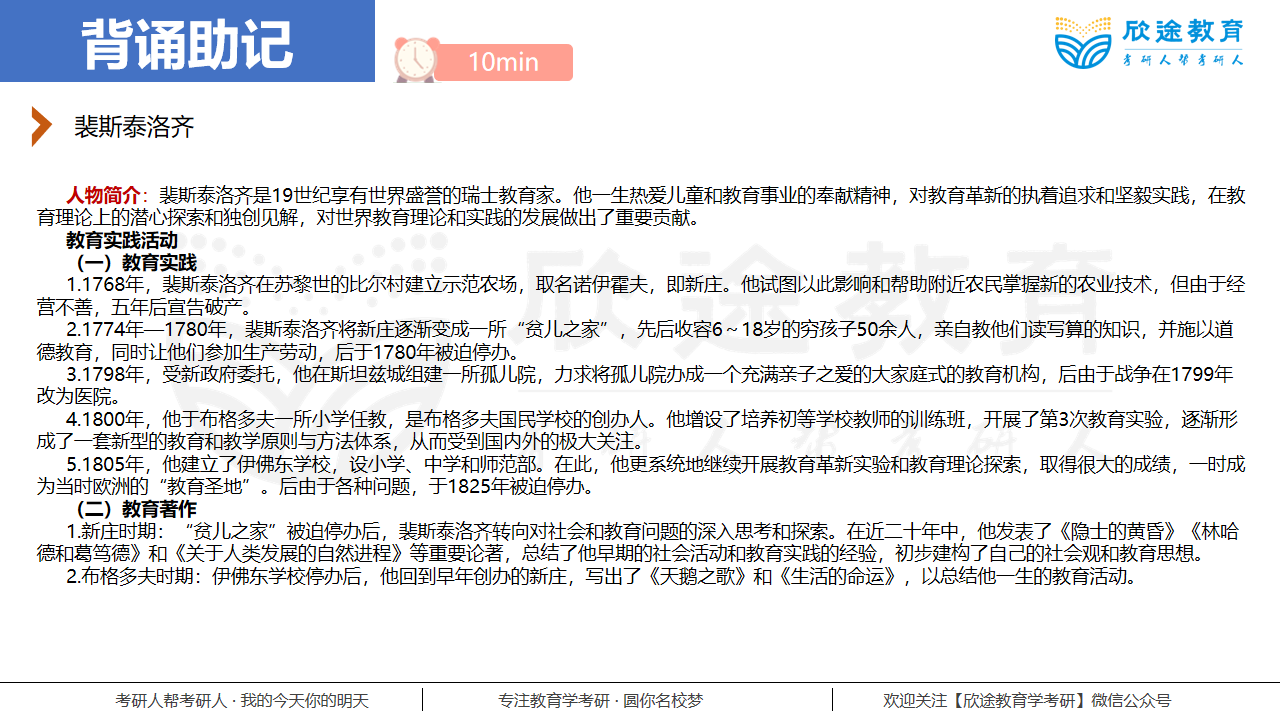 背诵助记
10min
欣途教育
考研人帮考研人
裴斯泰洛齐
人物简介：裴斯泰洛齐是19世纪享有世界盛誉的瑞士教育家。他一生热爱儿童和教育事业的奉献精神，对教育革新的执着追求和坚毅实践，在教
育理论上的潜心探索和独创见解，对世界教育理论和实践的发展做出了重要贡献。
教育实践活动
（一）教育实践
1.1768年，裴斯泰洛齐在苏黎世的比尔村建立示范农场，取名诺伊霍夫，即新庄。他试图以此影响和帮助附近农民掌握新的农业技术，但由于经
营不善，五年后宣告破产。
2.1774年—1780年，裴斯泰洛齐将新庄逐渐变成一所“贫儿之家”，先后收容6～18岁的穷孩子50余人，亲自教他们读写算的知识，并施以道
德教育，同时让他们参加生产劳动，后于1780年被迫停办。
3.1798年，受新政府委托，他在斯坦兹城组建一所孤儿院，力求将孤儿院办成一个充满亲子之爱的大家庭式的教育机构，后由于战争在1799年
改为医院。
4.1800年，他于布格多夫一所小学任教，是布格多夫国民学校的创办人。他增设了培养初等学校教师的训练班，开展了第3次教育实验，逐渐形
成了一套新型的教育和教学原则与方法体系，从而受到国内外的极大关注。
5.1805年，他建立了伊佛东学校，设小学、中学和师范部。在此，他更系统地继续开展教育革新实验和教育理论探索，取得很大的成绩，一时成
为当时欧洲的“教育圣地”。后由于各种问题，于1825年被迫停办。
（二）教育著作
1.新庄时期：“贫儿之家”被迫停办后，裴斯泰洛齐转向对社会和教育问题的深入思考和探索。在近二十年中，他发表了《隐士的黄昏》《林哈
德和葛笃德》和《关于人类发展的自然进程》等重要论著，总结了他早期的社会活动和教育实践的经验，初步建构了自己的社会观和教育思想。
2.布格多夫时期：伊佛东学校停办后，他回到早年创办的新庄，写出了《天鹅之歌》和《生活的命运》，以总结他一生的教育活动。
欣途教育
考研人帮考研人
考研人帮考研人 · 我的今天你的明天
专注教育学考研 · 圆你名校梦
欢迎关注【欣途教育学考研】微信公众号